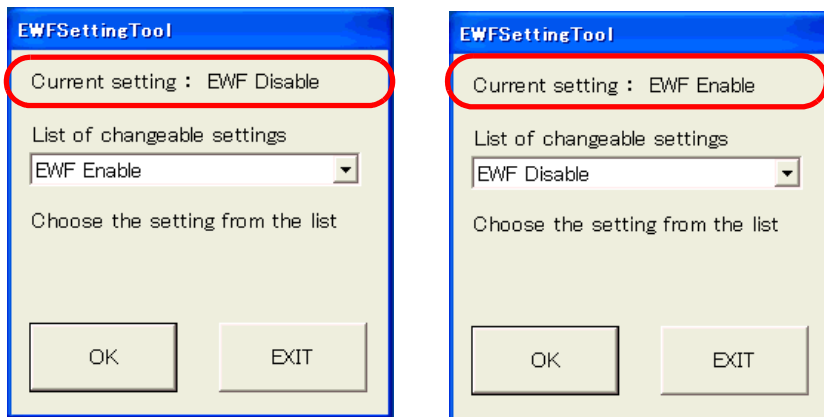 EWFSettingTool
Current setting : EWF Disable
List of changeable settings
EWF Enable
Choose the setting from the list
OK
EXIT
EWFSettingTool
Current setting : EWF Enable
List of changeable settings
EWF Disable
Choose the setting from the list
OK
EXIT